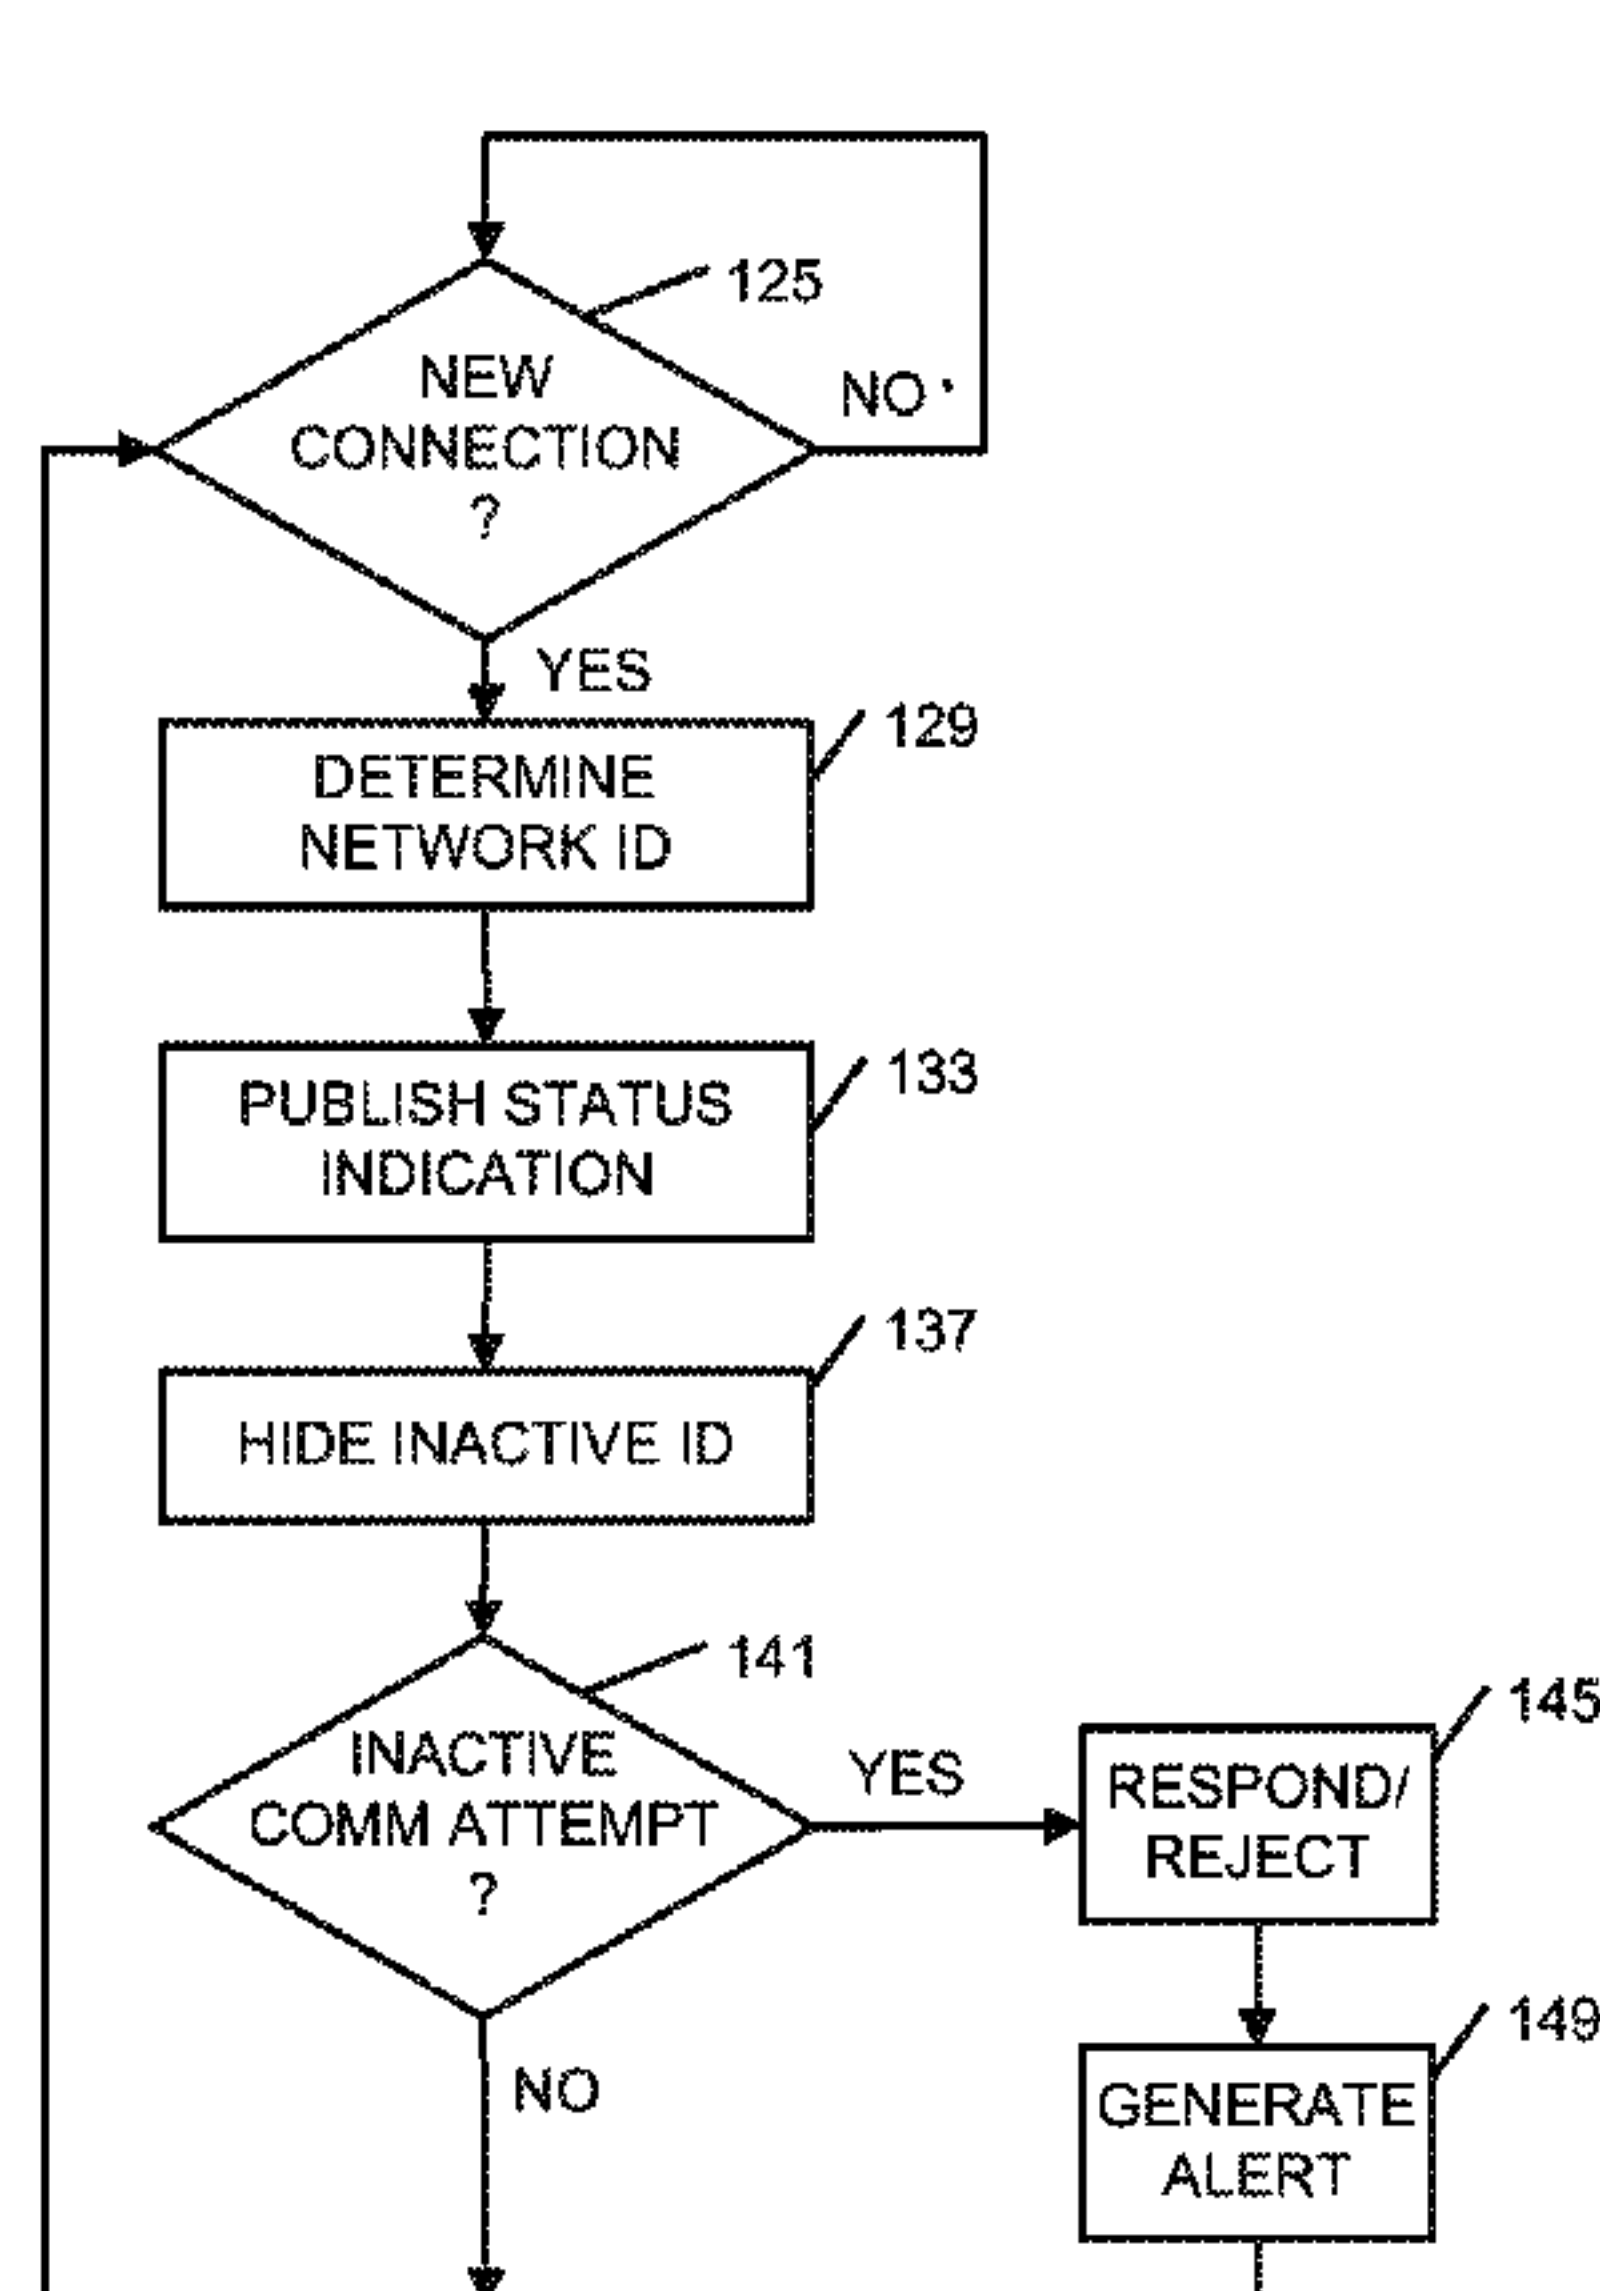 125
NEW
CONNECTION
?
NO
YES
129
DETERMINE
NETWORK ID
133
PUBLISH STATUS
INDICATION
137
HIDE INACTIVE ID
141
INACTIVE
COMM ATTEMPT
?
YES
145
RESPOND/
REJECT
149
GENERATE
ALERT
NO